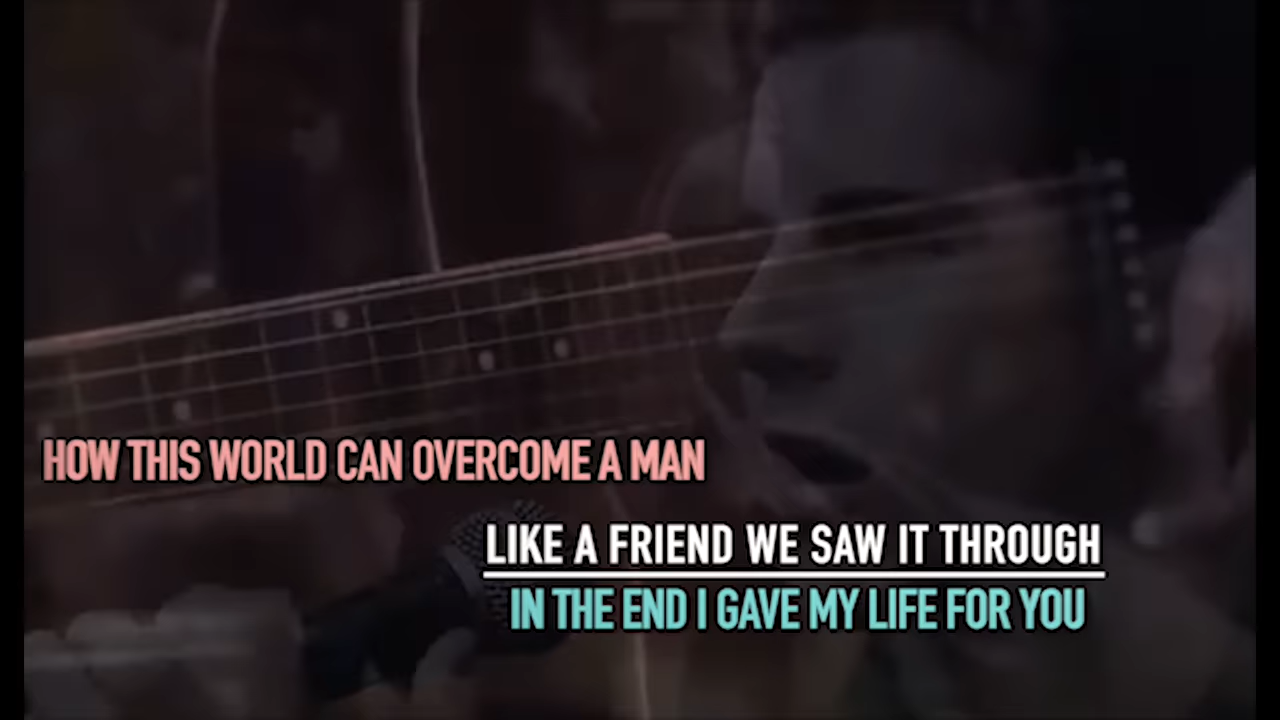 HOW THIS WORLD CAN OVERCOME A MAN
LIKE A FRIEND WE SAW IT THROUGH
IN THE END I GAVE MY LIFE FOR YOU